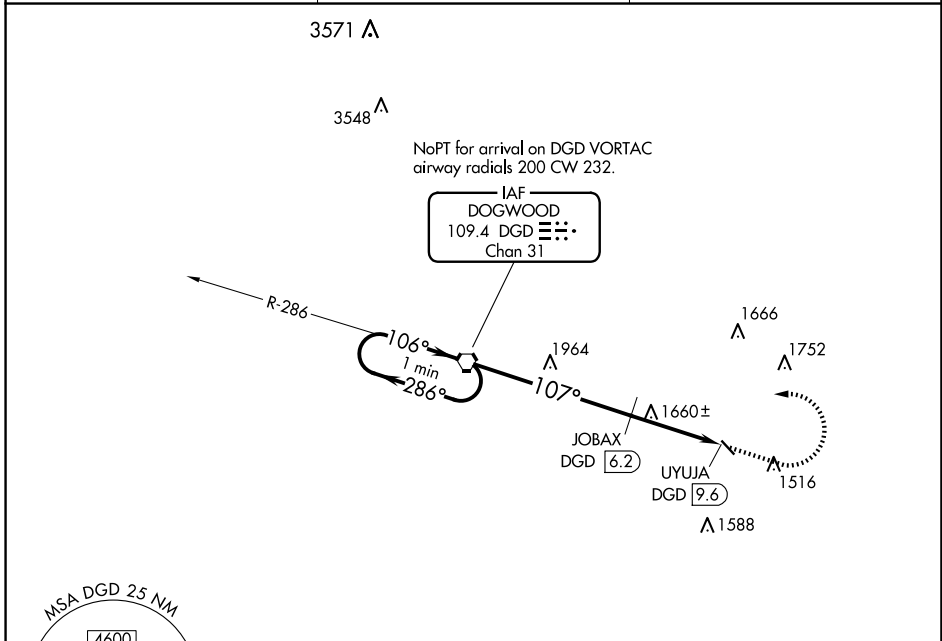 3571
3548
NoPT for arrival on DGD VORTAC
airway radials 200 CW 232.
IAF
DOGWOOD
109.4 DGD
Chan 31
R-286
106°
1 min
286°
1964
107°
1666
1752
1660±
JOBAX
DGD 6.2
UYUJA
DGD 9.6
1516
1588
MSA DGD 25 NM
4600